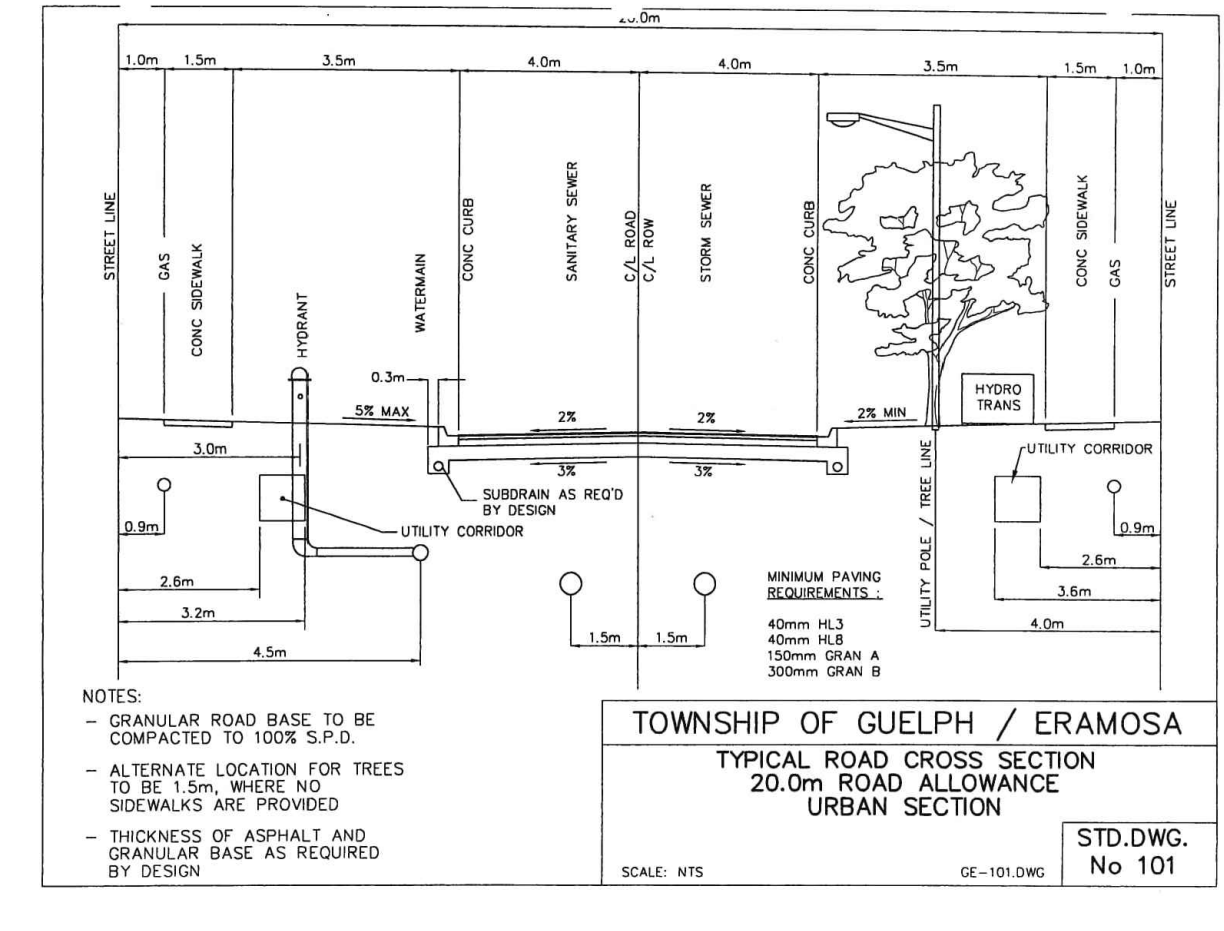 20.0m
1.0m 1.5m 3.5m 4.0m 4.0m 3.5m 1.5m 1.0m
STREET LINE
GAS
CONC SIDEWALK
HYDRANT
WATERMAIN
CONC CURB
SANITARY SEWER
C/L ROAD
C/L ROW
STORM SEWER
CONC CURB
CONC SIDEWALK
GAS
STREET LINE
0.3m
HYDRO
TRANS
5% MAX
2%
2%
2% MIN
3.0m
3%
3%
UTILITY CORRIDOR
SUBDRAIN AS REQ'D
BY DESIGN
UTILITY CORRIDOR
UTILITY POLE / TREE LINE
0.9m
0.9m
2.6m
2.6m
3.2m
3.6m
4.5m
1.5m 1.5m
4.0m
MINIMUM PAVING
REQUIREMENTS :
40mm HL3
40mm HL8
150mm GRAN A
300mm GRAN B
NOTES:
– GRANULAR ROAD BASE TO BE
COMPACTED TO 100% S.P.D.
– ALTERNATE LOCATION FOR TREES
TO BE 1.5m, WHERE NO
SIDEWALKS ARE PROVIDED
– THICKNESS OF ASPHALT AND
GRANULAR BASE AS REQUIRED
BY DESIGN
TOWNSHIP OF GUELPH / ERAMOSA
TYPICAL ROAD CROSS SECTION
20.0m ROAD ALLOWANCE
URBAN SECTION
SCALE: NTS
GE-101.DWG
STD.DWG.
No 101